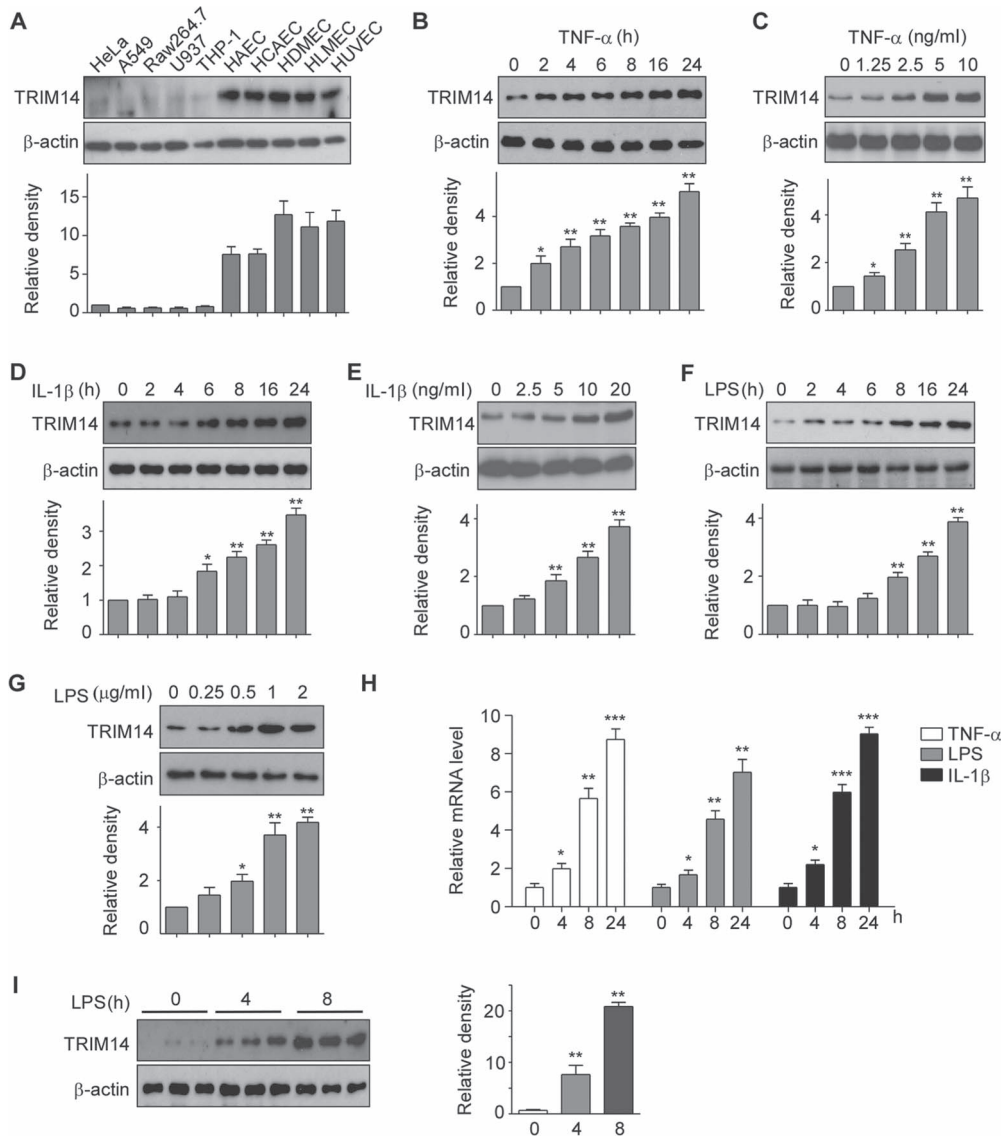 A
HeLa A549 Raw264.7 U937 THP-1 HAEC HCAEC HDMEC HLMEC HUVEC
TRIM14
β-actin
Relative density
15
10
5
0
B
TNF-α (h)
0 2 4 6 8 16 24
TRIM14
β-actin
Relative density
4
2
0
* ** ** ** ** **
C
TNF-α (ng/ml)
0 1.25 2.5 5 10
TRIM14
β-actin
Relative density
4
2
0
* ** ** **
D
IL-1β (h) 0 2 4 6 8 16 24
TRIM14
β-actin
Relative density
3
2
1
0
* ** ** **
E
IL-1β (ng/ml) 0 2.5 5 10 20
TRIM14
β-actin
Relative density
4
2
0
** ** **
F
LPS (h) 0 2 4 6 8 16 24
TRIM14
β-actin
Relative density
4
2
0
** ** **
G
LPS (μg/ml) 0 0.25 0.5 1 2
TRIM14
β-actin
Relative density
4
2
0
* ** **
H
Relative mRNA level
10
8
6
4
2
0
* ** *** * ** ** * *** ***
0 4 8 24 0 4 8 24 0 4 8 24 h
TNF-α
LPS
IL-1β
I
LPS (h) 0 4 8
TRIM14
β-actin
Relative density
20
10
0
** **
0 4 8